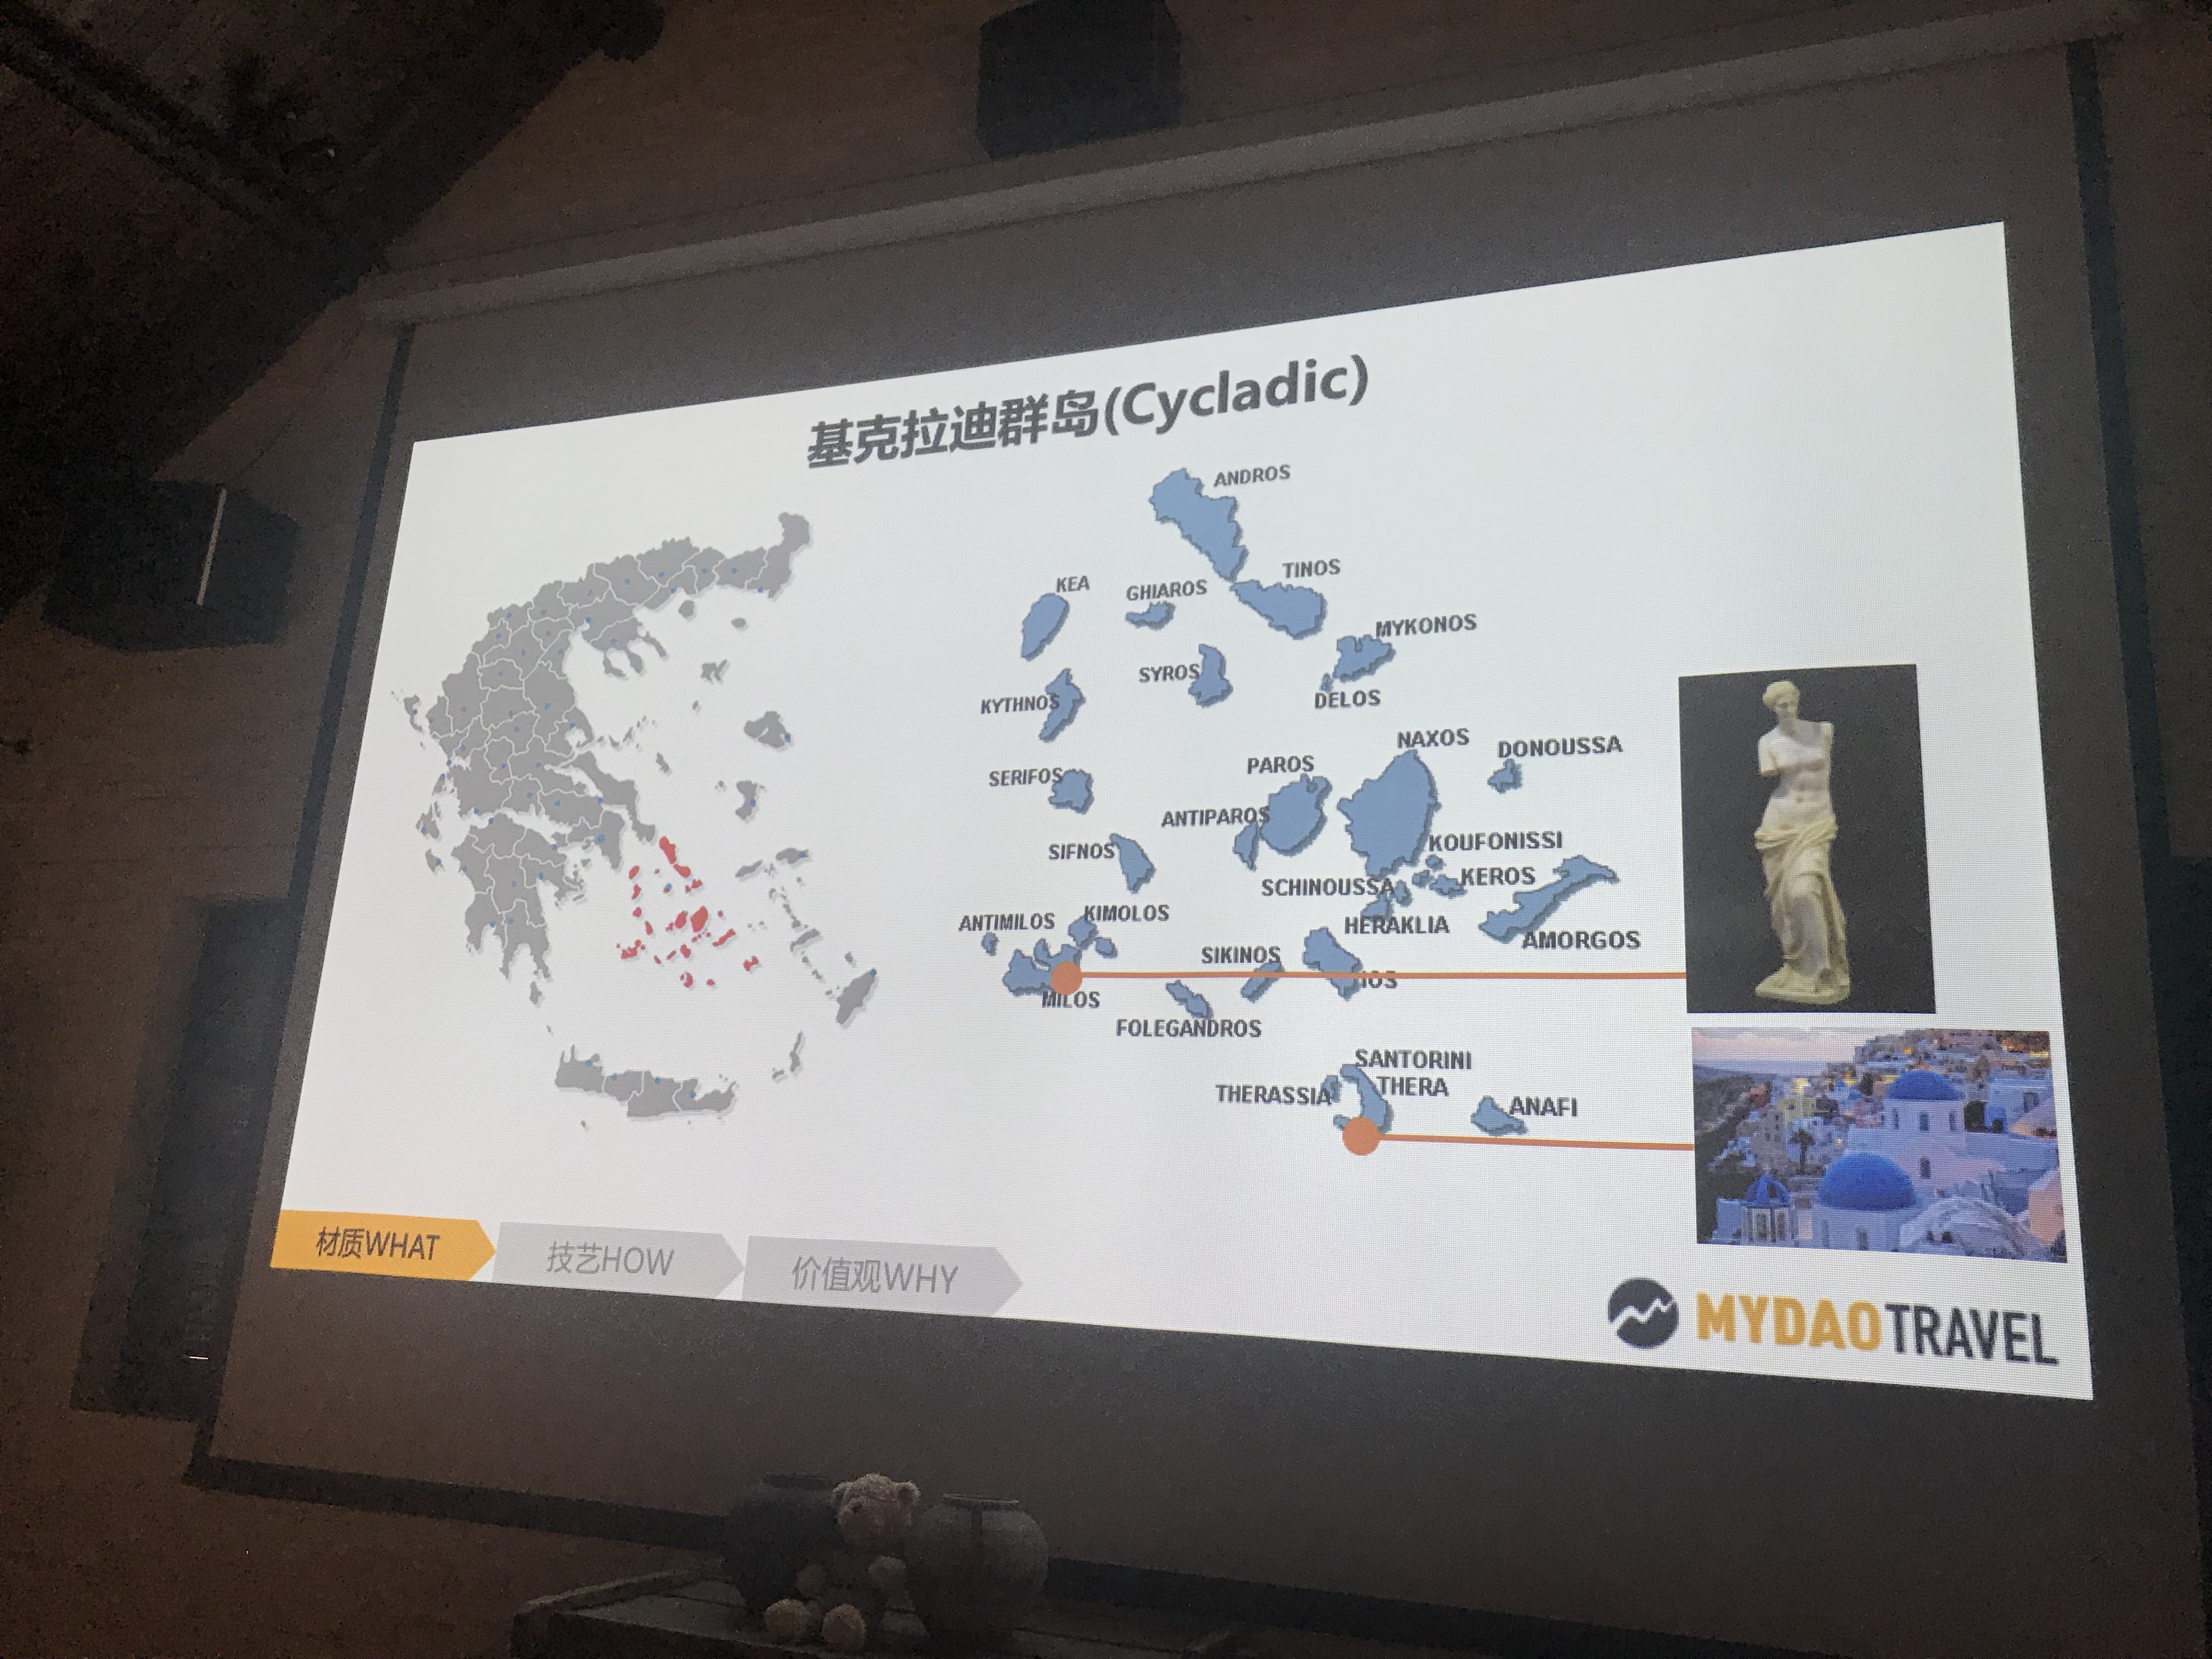 基克拉迪群岛(Cycladic)
ANDROS
TINOS
KEA
GHIAROS
MYKONOS
SYROS
DELOS
KYTHNOS
NAXOS
DONOUSSA
PAROS
SERIFOS
ANTIPAROS
KOUFONISSI
SIFNOS
KEROS
SCHINOUSSA
HERAKLIA
AMORGOS
ANTIMILOS
KIMOLOS
SIKINOS
IOS
MILOS
FOLEGANDROS
SANTORINI
THERA
THERASSIA
ANAFI
材质WHAT
技艺HOW
价值观WHY
MYDAO TRAVEL